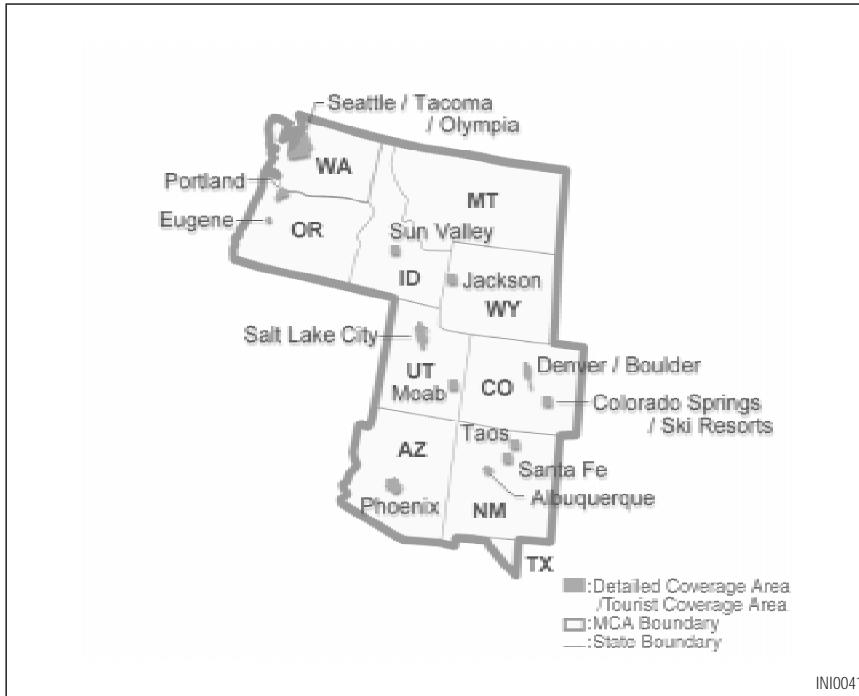 Seattle / Tacoma
/ Olympia
WA
Portland
MT
Eugene
OR
Sun Valley
ID
Jackson
WY
Salt Lake City
Denver / Boulder
UT
CO
Moab
Colorado Springs
/ Ski Resorts
Taos
AZ
Santa Fe
Albuquerque
Phoenix
NM
TX
:Detailed Coverage Area
/Tourist Coverage Area
:MCA Boundary
:State Boundary